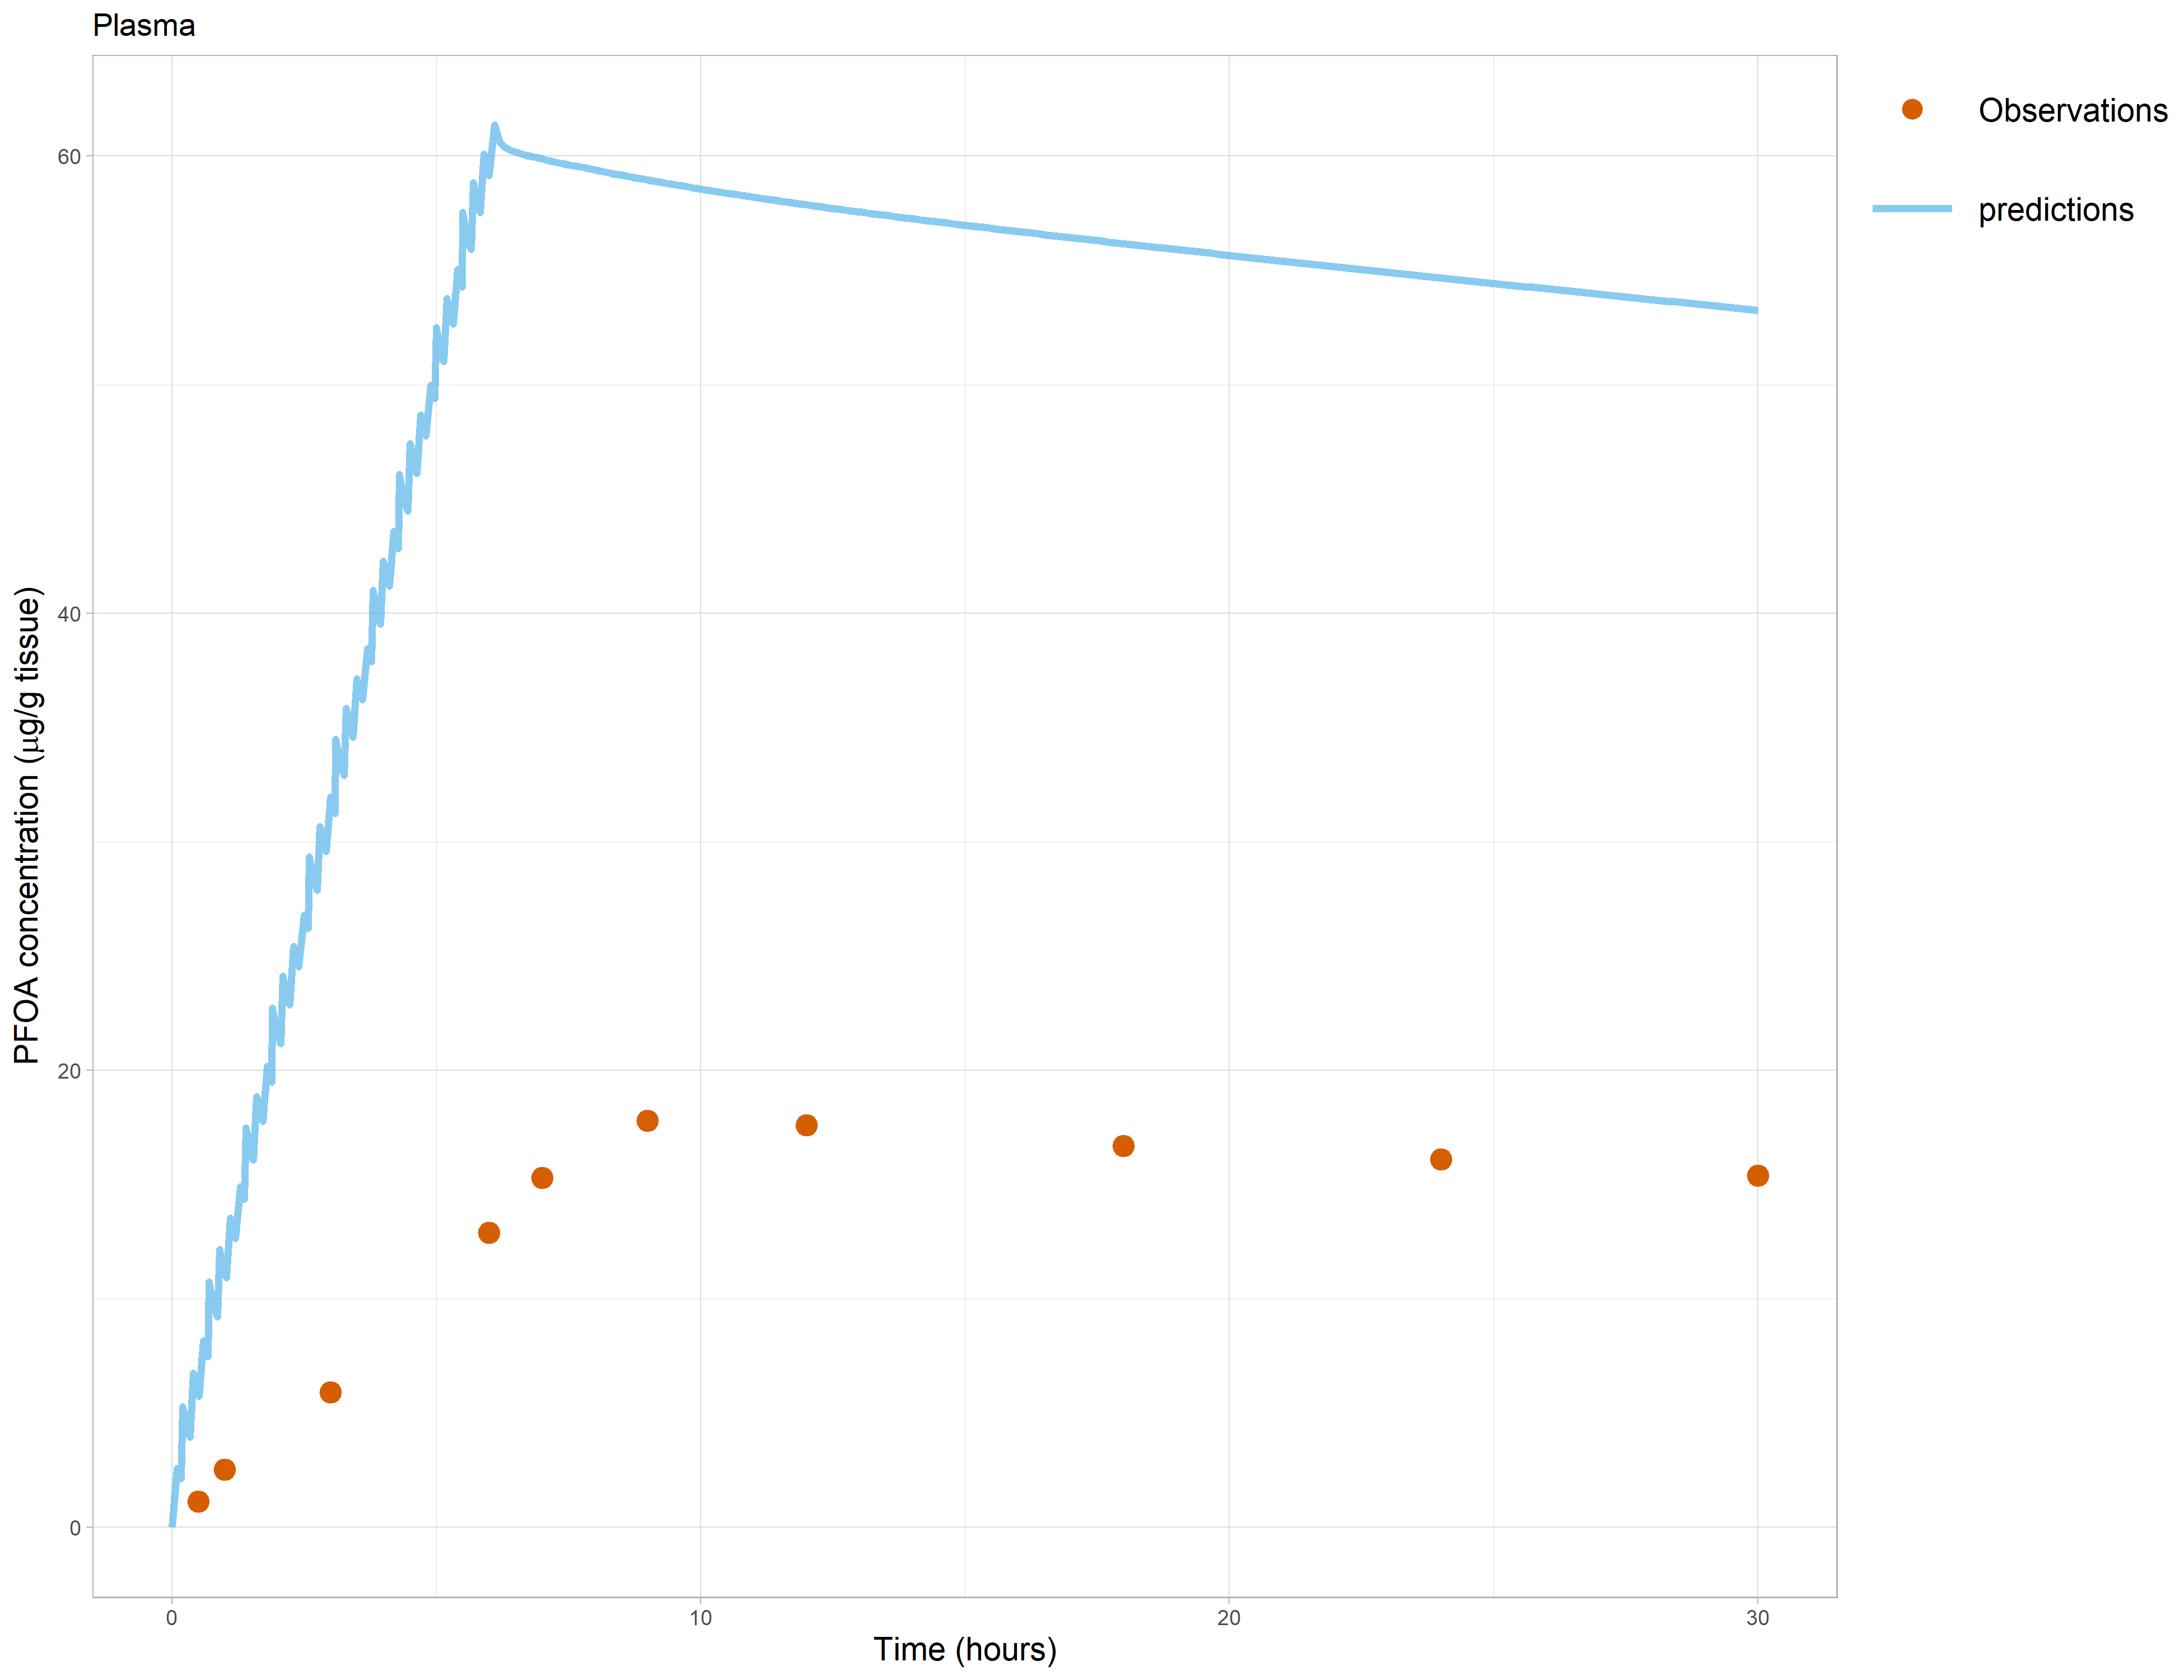 Plasma
PFOA concentration (μg/g tissue)
60
40
20
0
0 10 20 30
Time (hours)
Observations
predictions